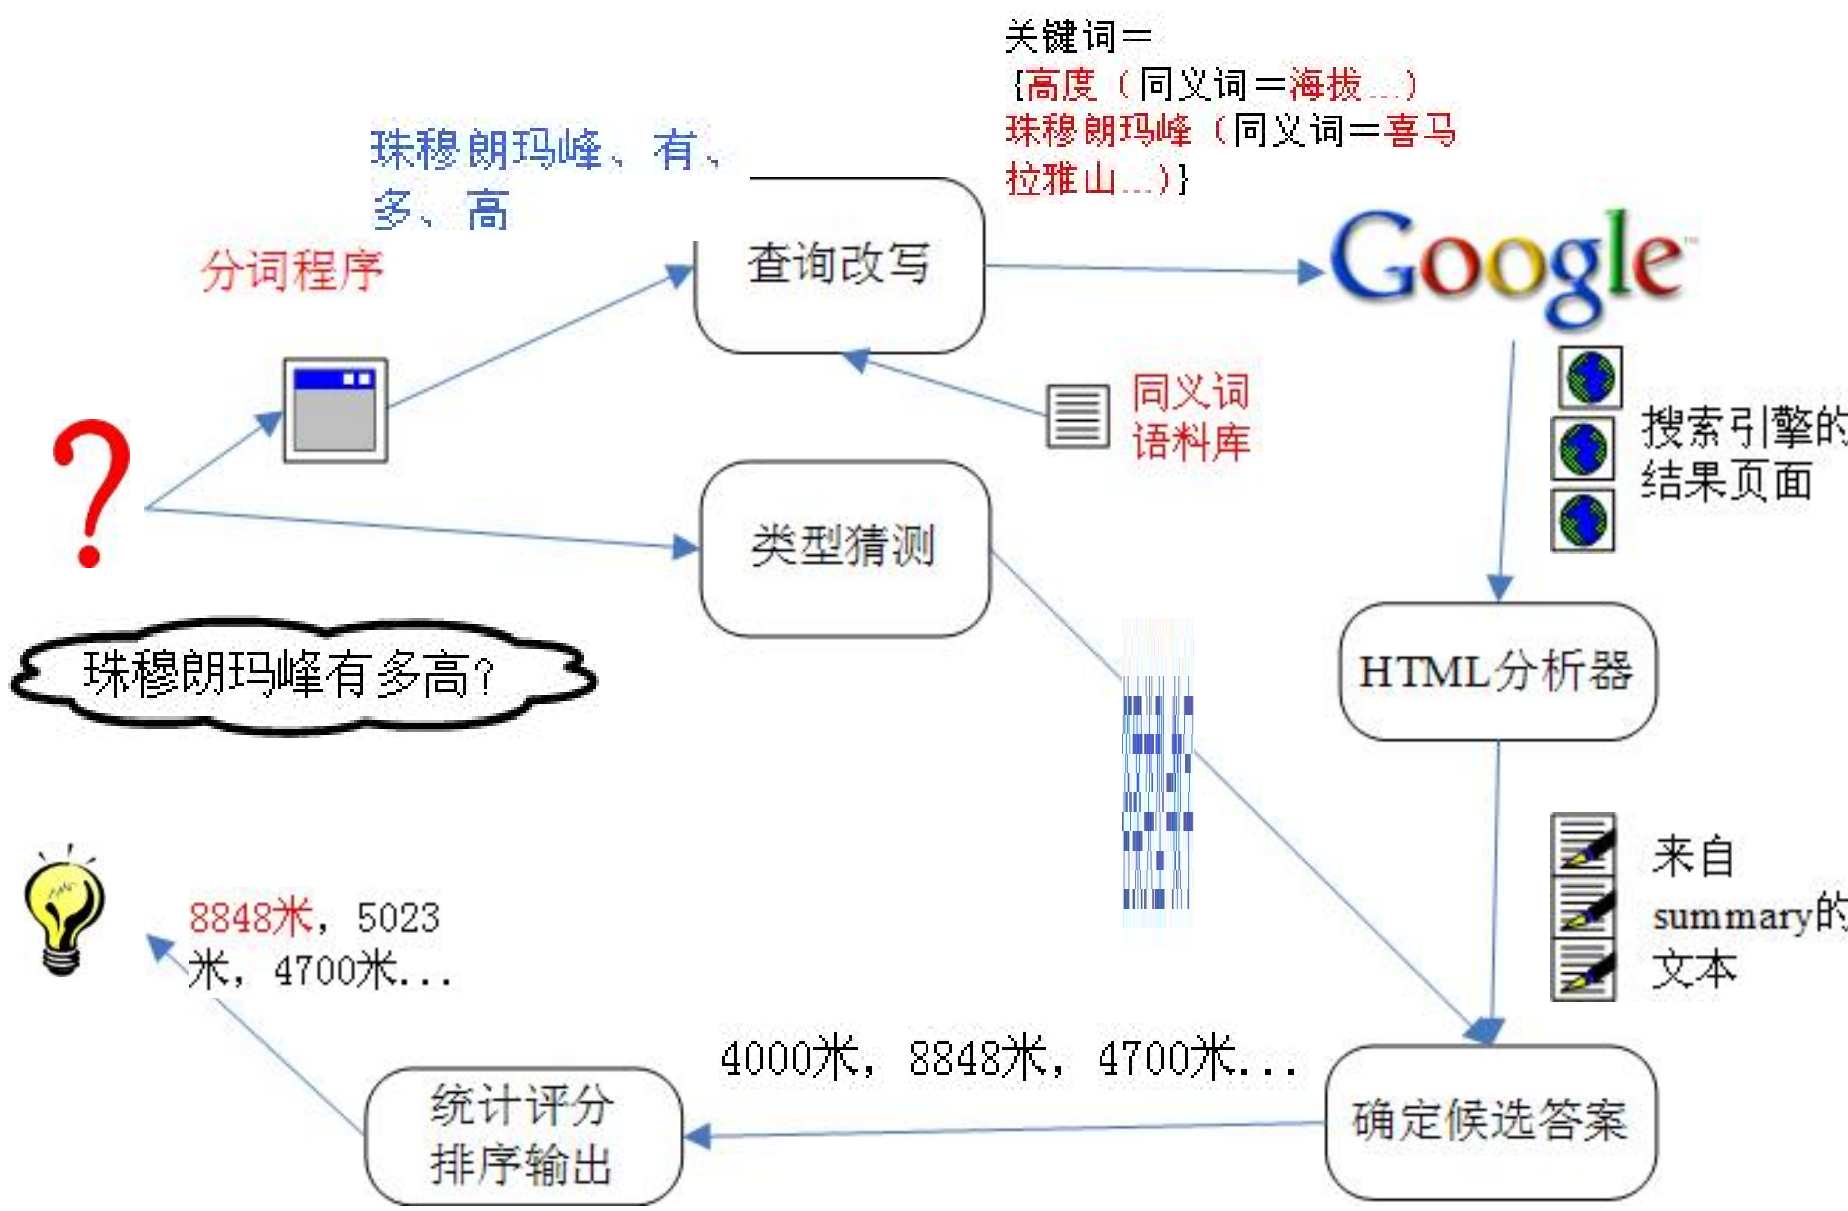 关键词＝
{高度（同义词＝海拔...）
珠穆朗玛峰（同义词＝喜马
拉雅山...）}
珠穆朗玛峰、有、
多、高
分词程序
查询改写
Google™
同义词
语料库
搜索引擎的
结果页面
类型猜测
珠穆朗玛峰有多高?
HTML分析器
来自
summary的
文本
8848米，5023
米，4700米...
4000米，8848米，4700米...
统计评分
排序输出
确定候选答案